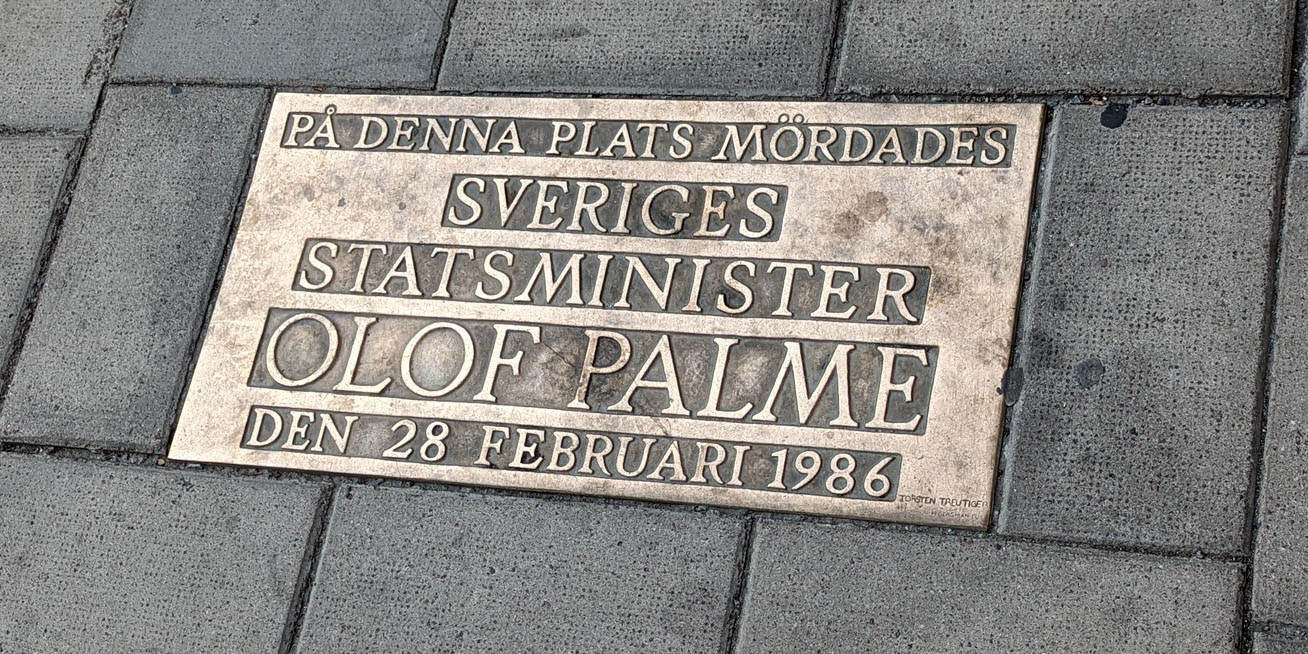 PÅ DENNA PLATS MÖRDADES
SVERIGES
STATSMINISTER
OLOF PALME
DEN 28 FEBRUARI 1986
TORSTEN TREUTIGER